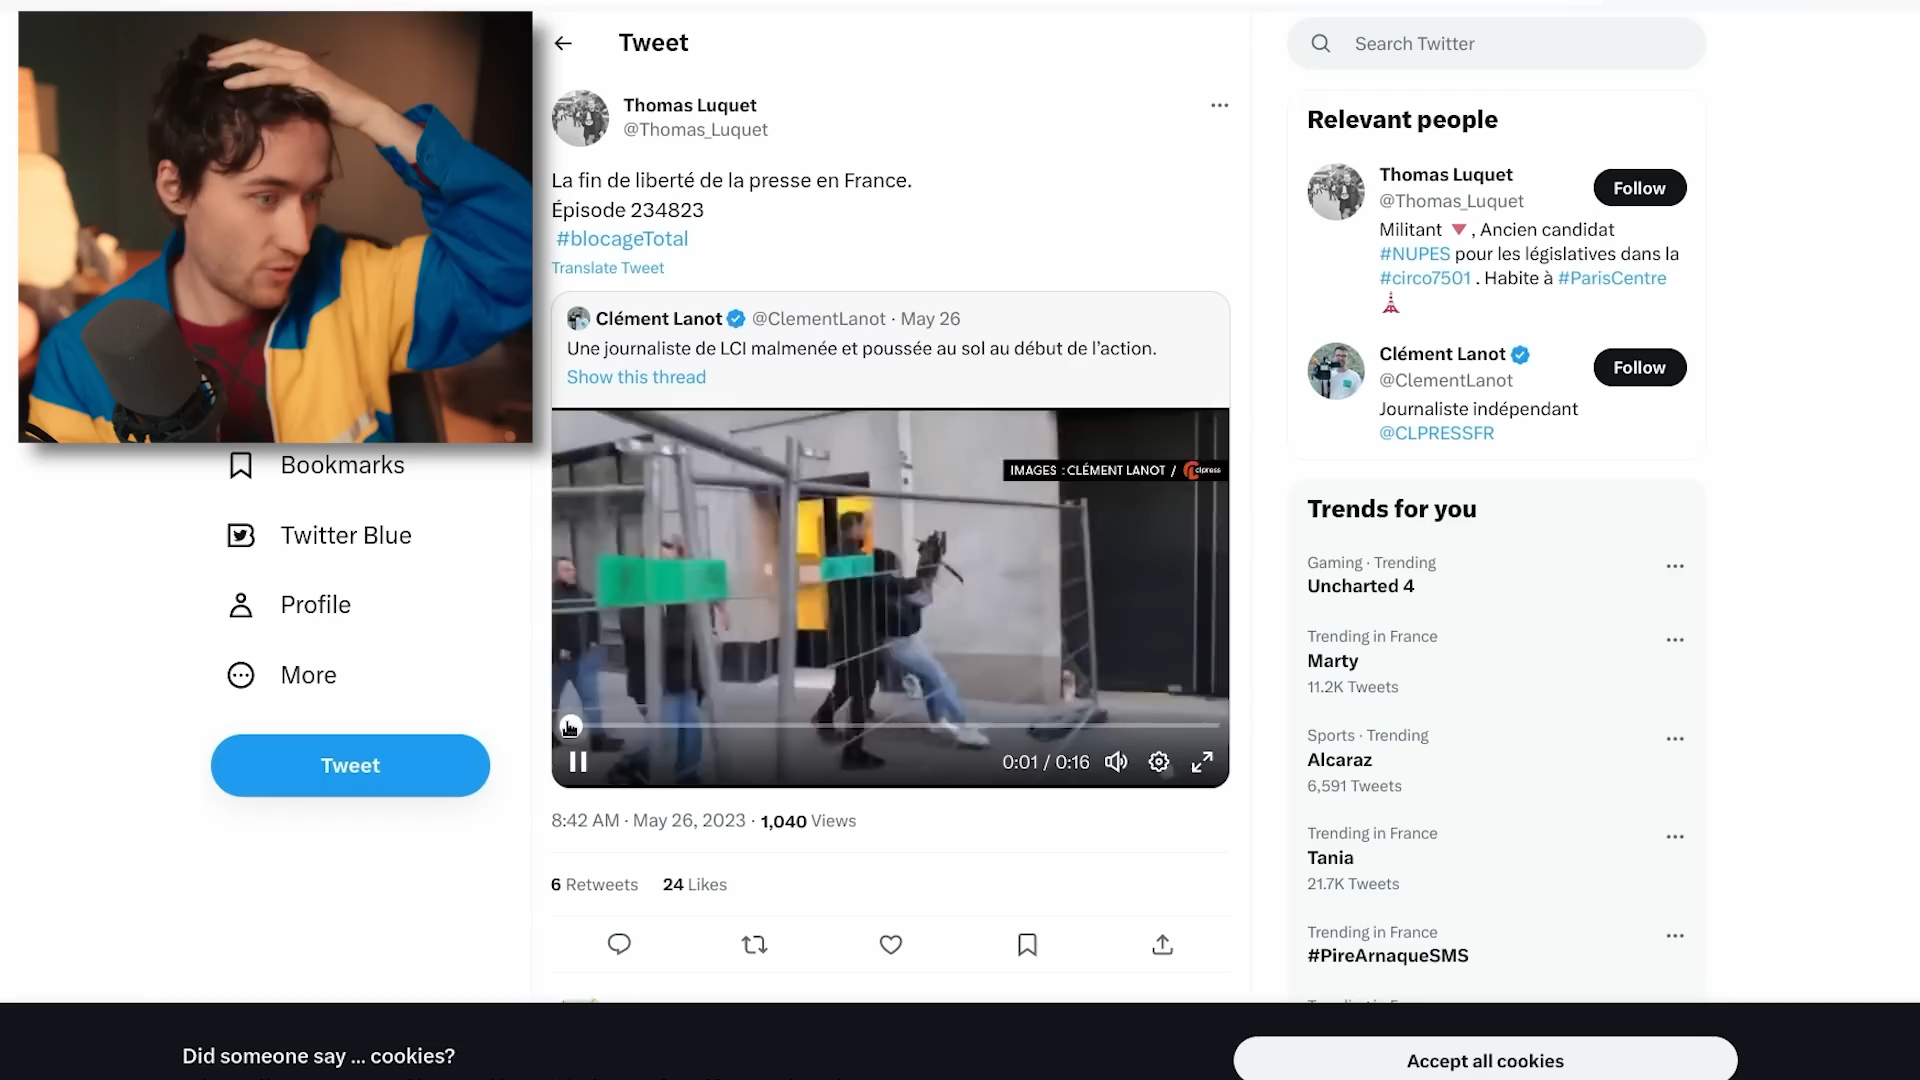 Tweet
Search Twitter
Thomas Luquet
@Thomas_Luquet
La fin de liberté de la presse en France.
Épisode 234823
#blocageTotal
Translate Tweet
Clément Lanot @ClementLanot · May 26
Une journaliste de LCI malmenée et poussée au sol au début de l’action.
Show this thread
IMAGES : CLÉMENT LANOT / clpress
0:01 / 0:16
8:42 AM · May 26, 2023 · 1,040 Views
6 Retweets 24 Likes
Bookmarks
Twitter Blue
Profile
More
Tweet
Relevant people
Thomas Luquet
@Thomas_Luquet
Follow
Militant 🔻, Ancien candidat
#NUPES pour les législatives dans la
#circo7501 . Habite à #ParisCentre
Clément Lanot
@ClementLanot
Follow
Journaliste indépendant
@CLPRESSFR
Trends for you
Gaming · Trending
Uncharted 4
Trending in France
Marty
11.2K Tweets
Sports · Trending
Alcaraz
6,591 Tweets
Trending in France
Tania
21.7K Tweets
Trending in France
#PireArnaqueSMS
Did someone say … cookies?
Accept all cookies